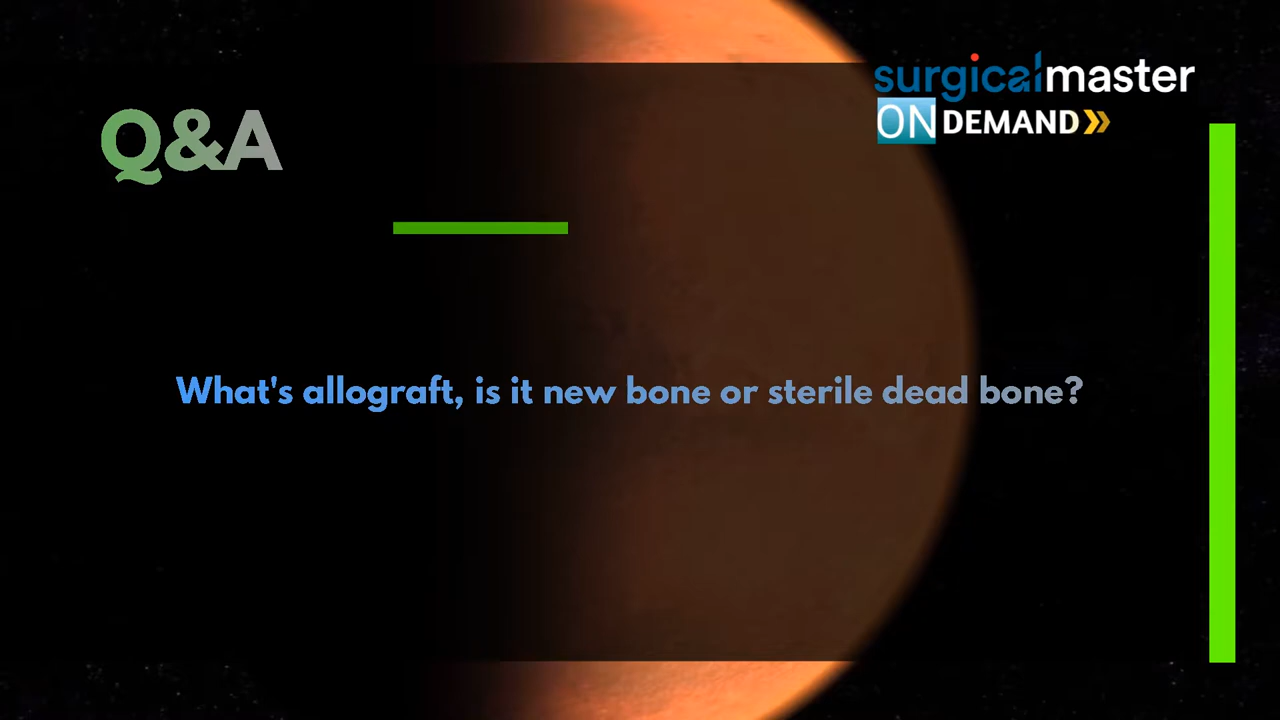 surgicalmaster
ON DEMAND
Q&A
What's allograft, is it new bone or sterile dead bone?